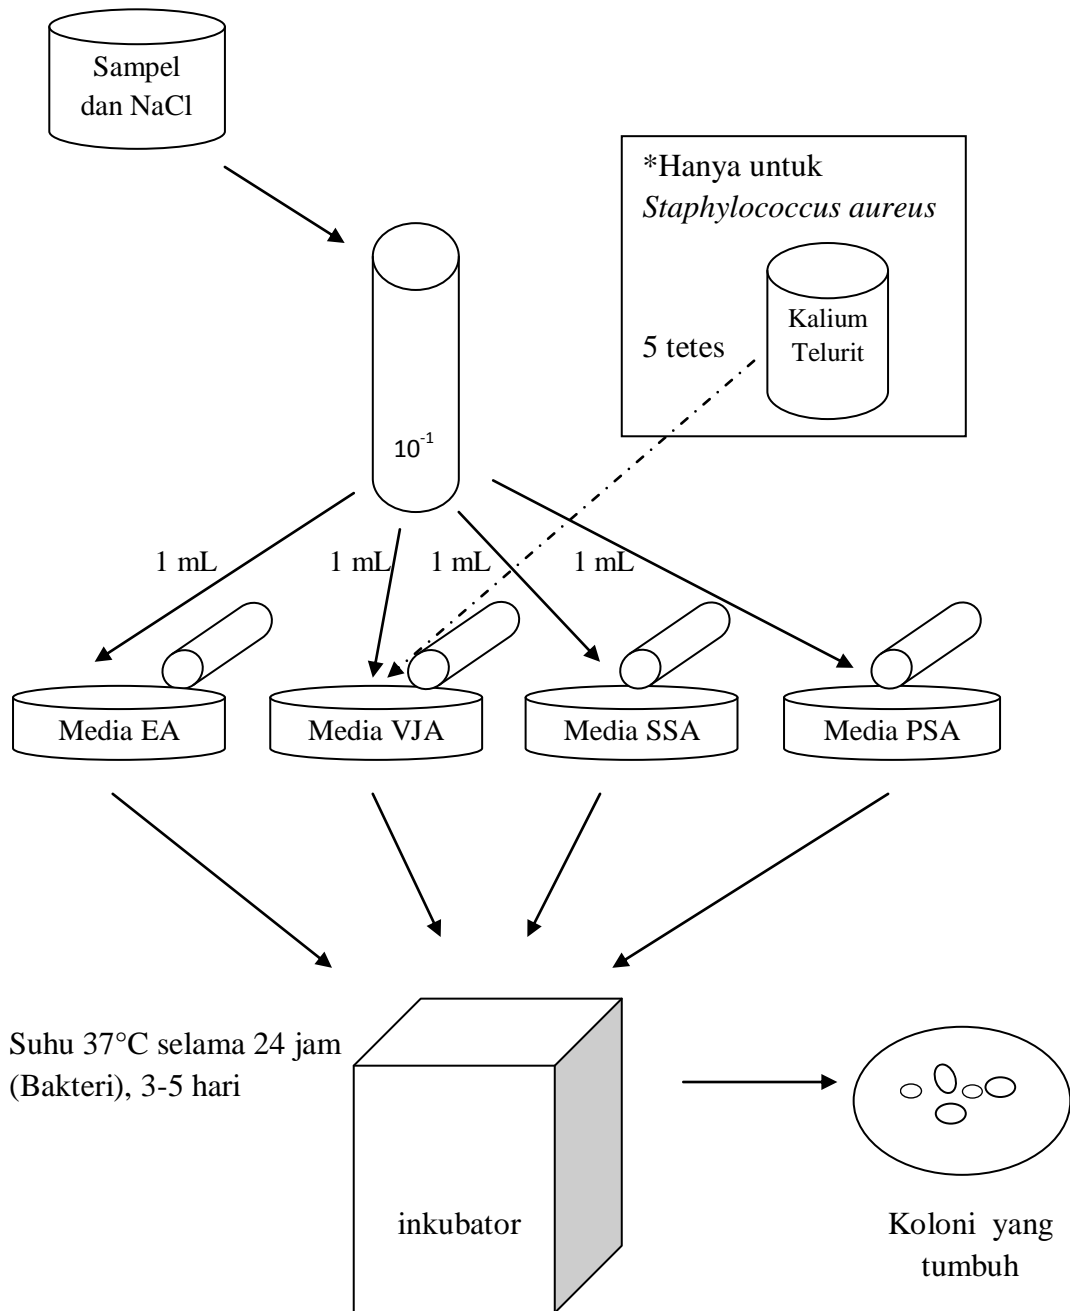 Sampel
dan NaCl
*Hanya untuk
Staphylococcus aureus
Kalium
Telurit
5 tetes
10⁻¹
1 mL
1 mL
1 mL
1 mL
Media EA
Media VJA
Media SSA
Media PSA
Suhu 37°C selama 24 jam
(Bakteri), 3-5 hari
inkubator
Koloni yang
tumbuh